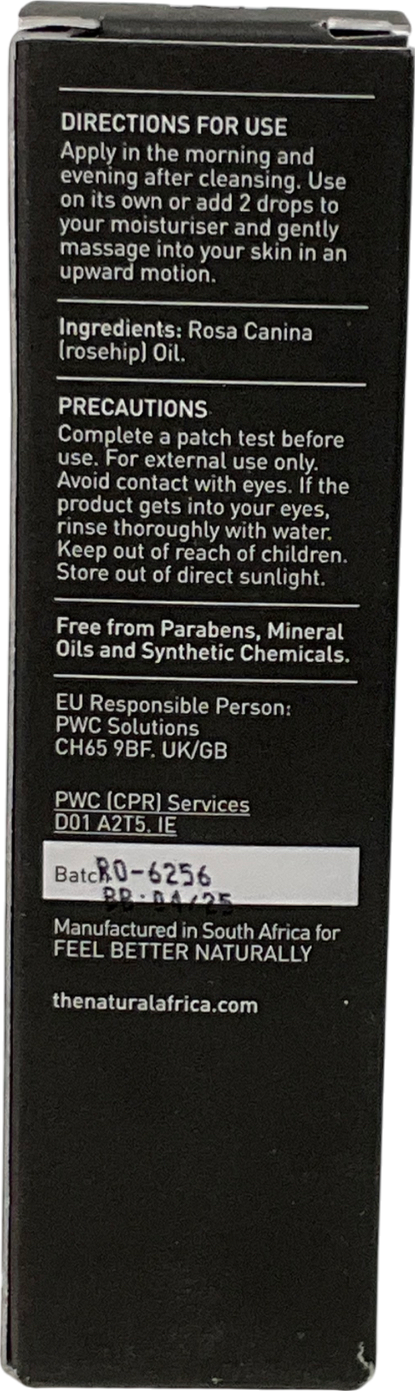 DIRECTIONS FOR USE
Apply in the morning and
evening after cleansing. Use
on its own or add 2 drops to
your moisturiser and gently
massage into your skin in an
upward motion.
Ingredients: Rosa Canina
(rosehip) Oil.
PRECAUTIONS
Complete a patch test before
use. For external use only.
Avoid contact with eyes. If the
product gets into your eyes,
rinse thoroughly with water.
Keep out of reach of children.
Store out of direct sunlight.
Free from Parabens, Mineral
Oils and Synthetic Chemicals.
EU Responsible Person:
PWC Solutions
CH65 9BF. UK/GB
PWC (CPR) Services
D01 A2T5. IE
Batch RO-6256
BB:04/25
Manufactured in South Africa for
FEEL BETTER NATURALLY
thenaturalafrica.com